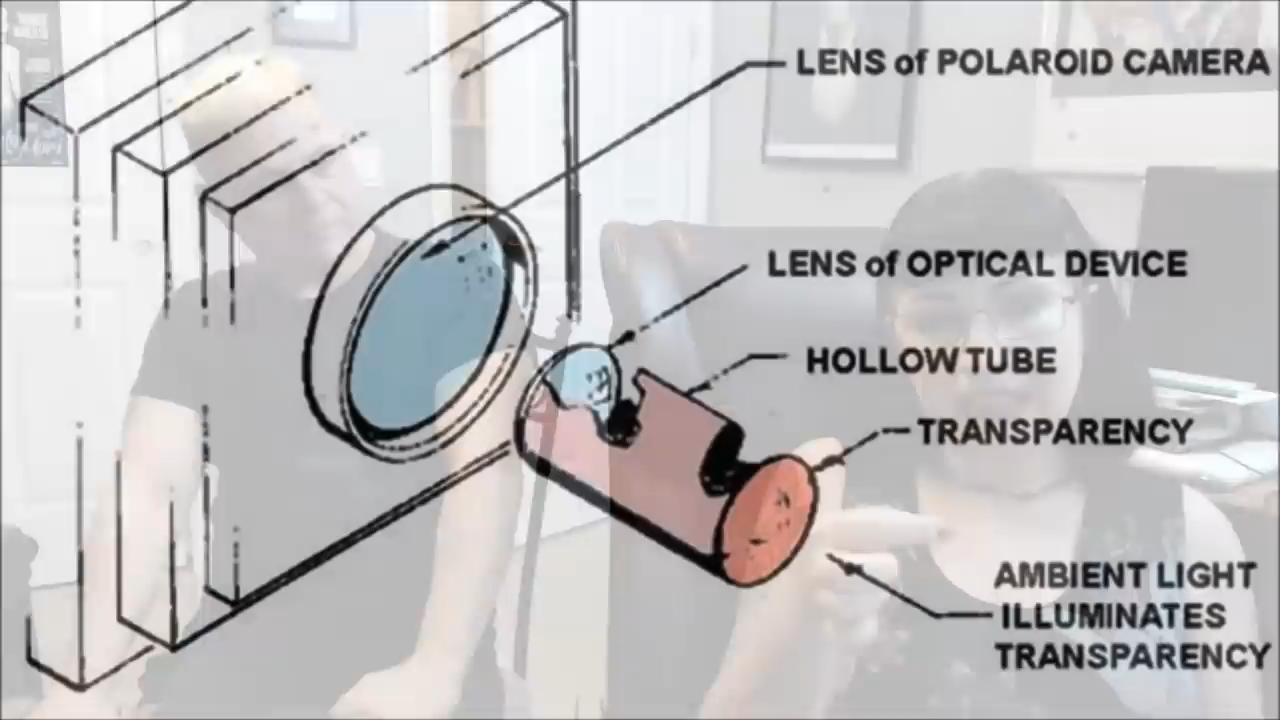 LENS of POLAROID CAMERA
LENS of OPTICAL DEVICE
HOLLOW TUBE
TRANSPARENCY
AMBIENT LIGHT
ILLUMINATES
TRANSPARENCY